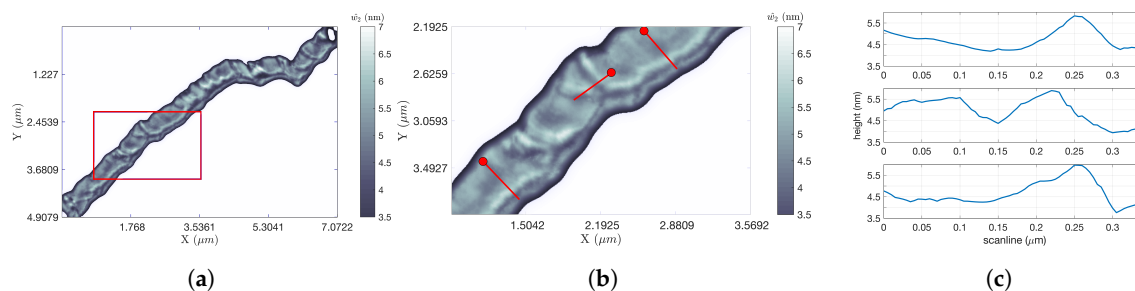 ŵ₂ (nm)
7
6.5
6
5.5
5
4.5
4
3.5
1.227
2.4539
3.6809
4.9079
Y (μm)
1.768 3.5361 5.3041 7.0722
X (μm)
(a)
ŵ₂ (nm)
7
6.5
6
5.5
5
4.5
4
3.5
2.1925
2.6259
3.0593
3.4927
Y (μm)
1.5042 2.1925 2.8809 3.5692
X (μm)
(b)
5.5
4.5
3.5
0 0.05 0.1 0.15 0.2 0.25 0.3
5.5
4.5
3.5
0 0.05 0.1 0.15 0.2 0.25 0.3
height (nm)
5.5
4.5
3.5
0 0.05 0.1 0.15 0.2 0.25 0.3
scanline (μm)
(c)